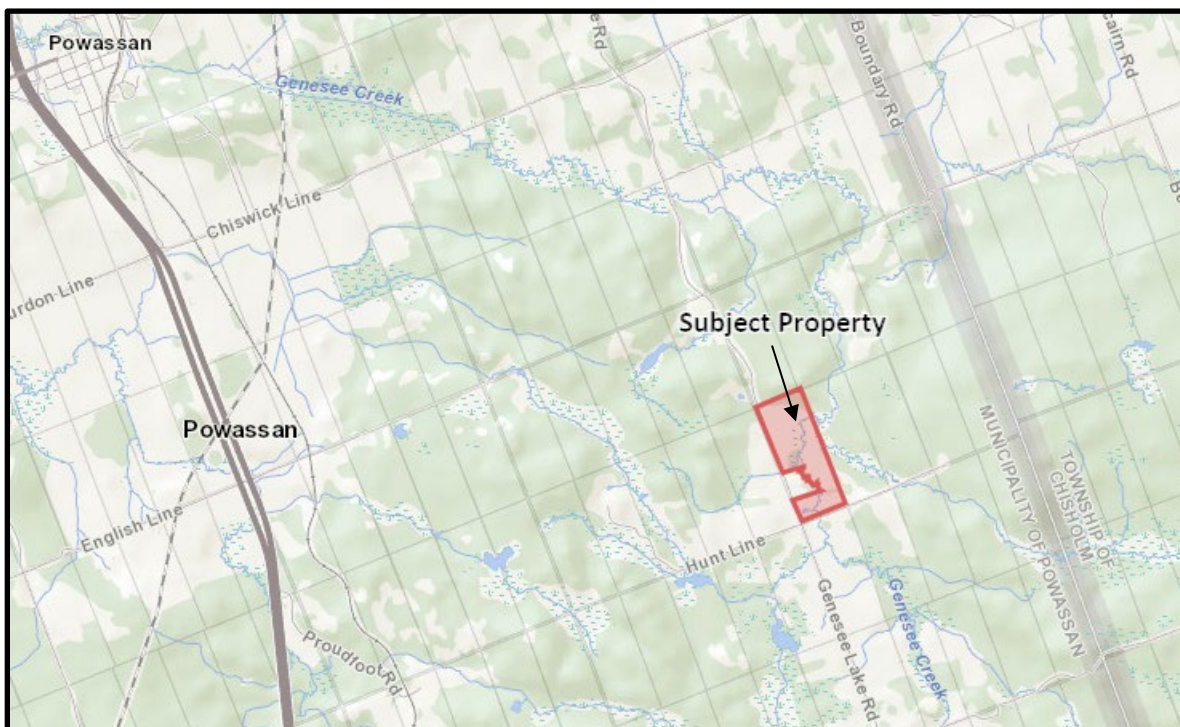 Powassan
Genesee Creek
Boundary Rd
Chiswick Line
Line
Subject Property
Powassan
English Line
Hunt Line
MUNICIPALITY OF POWASSAN
TOWNSHIP OF
CHISHOLM
Genesee Lake Rd
Genesee Creek
Proudfoot Rd
Rd
Rd